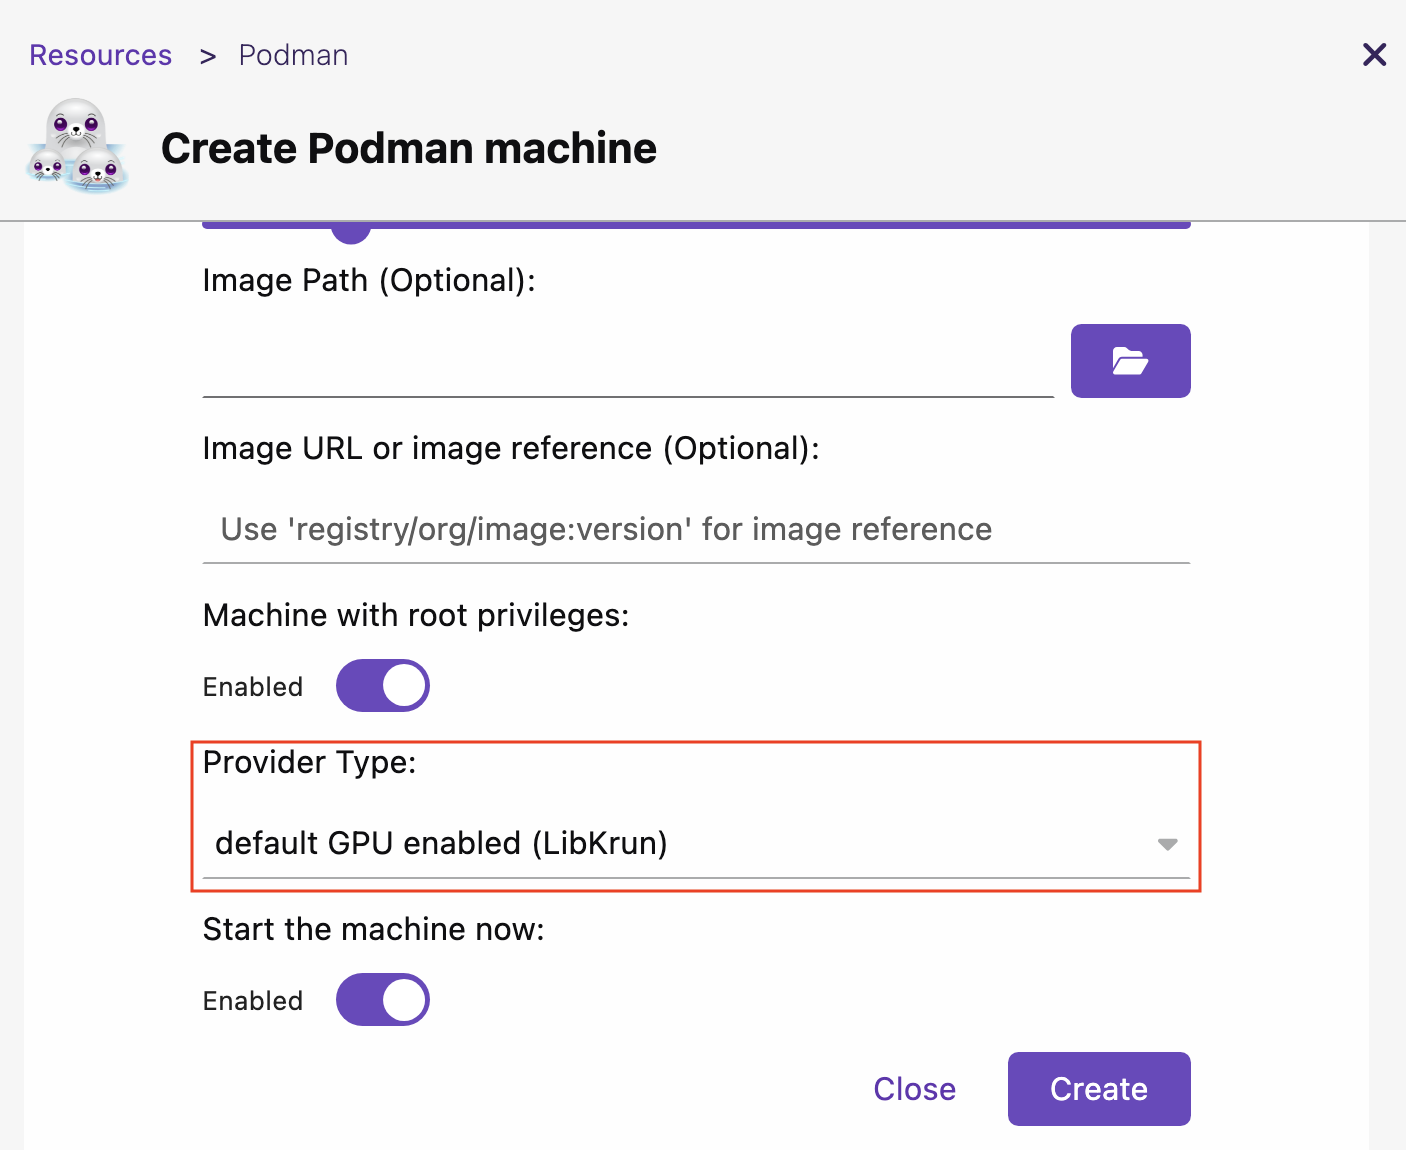 Resources > Podman
Create Podman machine
Image Path (Optional):
Image URL or image reference (Optional):
Use 'registry/org/image:version' for image reference
Machine with root privileges:
Enabled
Provider Type:
default GPU enabled (LibKrun)
Start the machine now:
Enabled
Close Create